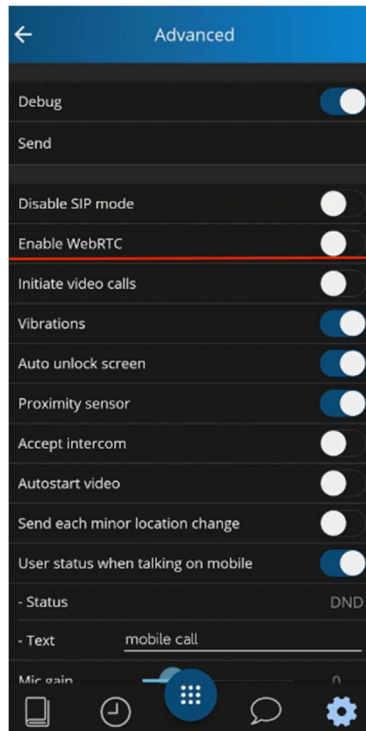 Advanced
Debug
Send
Disable SIP mode
Enable WebRTC
Initiate video calls
Vibrations
Auto unlock screen
Proximity sensor
Accept intercom
Autostart video
Send each minor location change
User status when talking on mobile
- Status DND
- Text mobile call
Mic gain 0